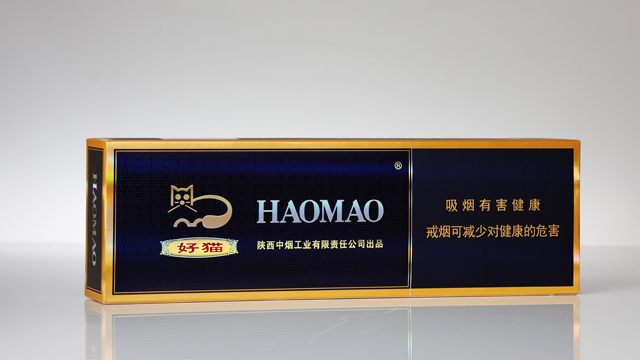 HAOMAO
®
HAOMAO
好猫
陕西中烟工业有限责任公司出品
吸烟有害健康
戒烟可减少对健康的危害